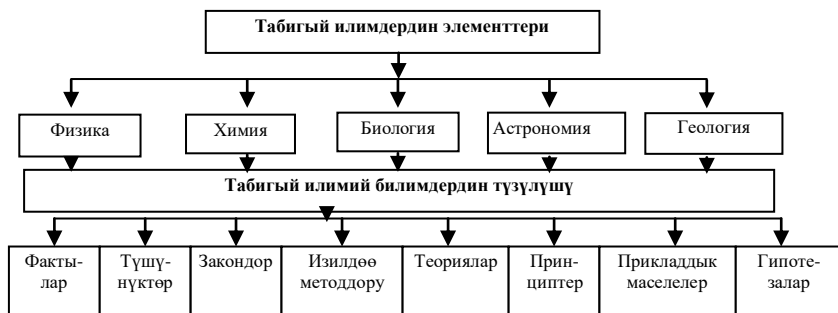 Табигый илимдердин элементтери
Физика
Химия
Биология
Астрономия
Геология
Табигый илимий билимдердин түзүлүшү
Факты-
лар
Түшү-
нүктөр
Закондор
Изилдөө
методдору
Теориялар
Прин-
циптер
Прикладдык
маселелер
Гипоте-
залар